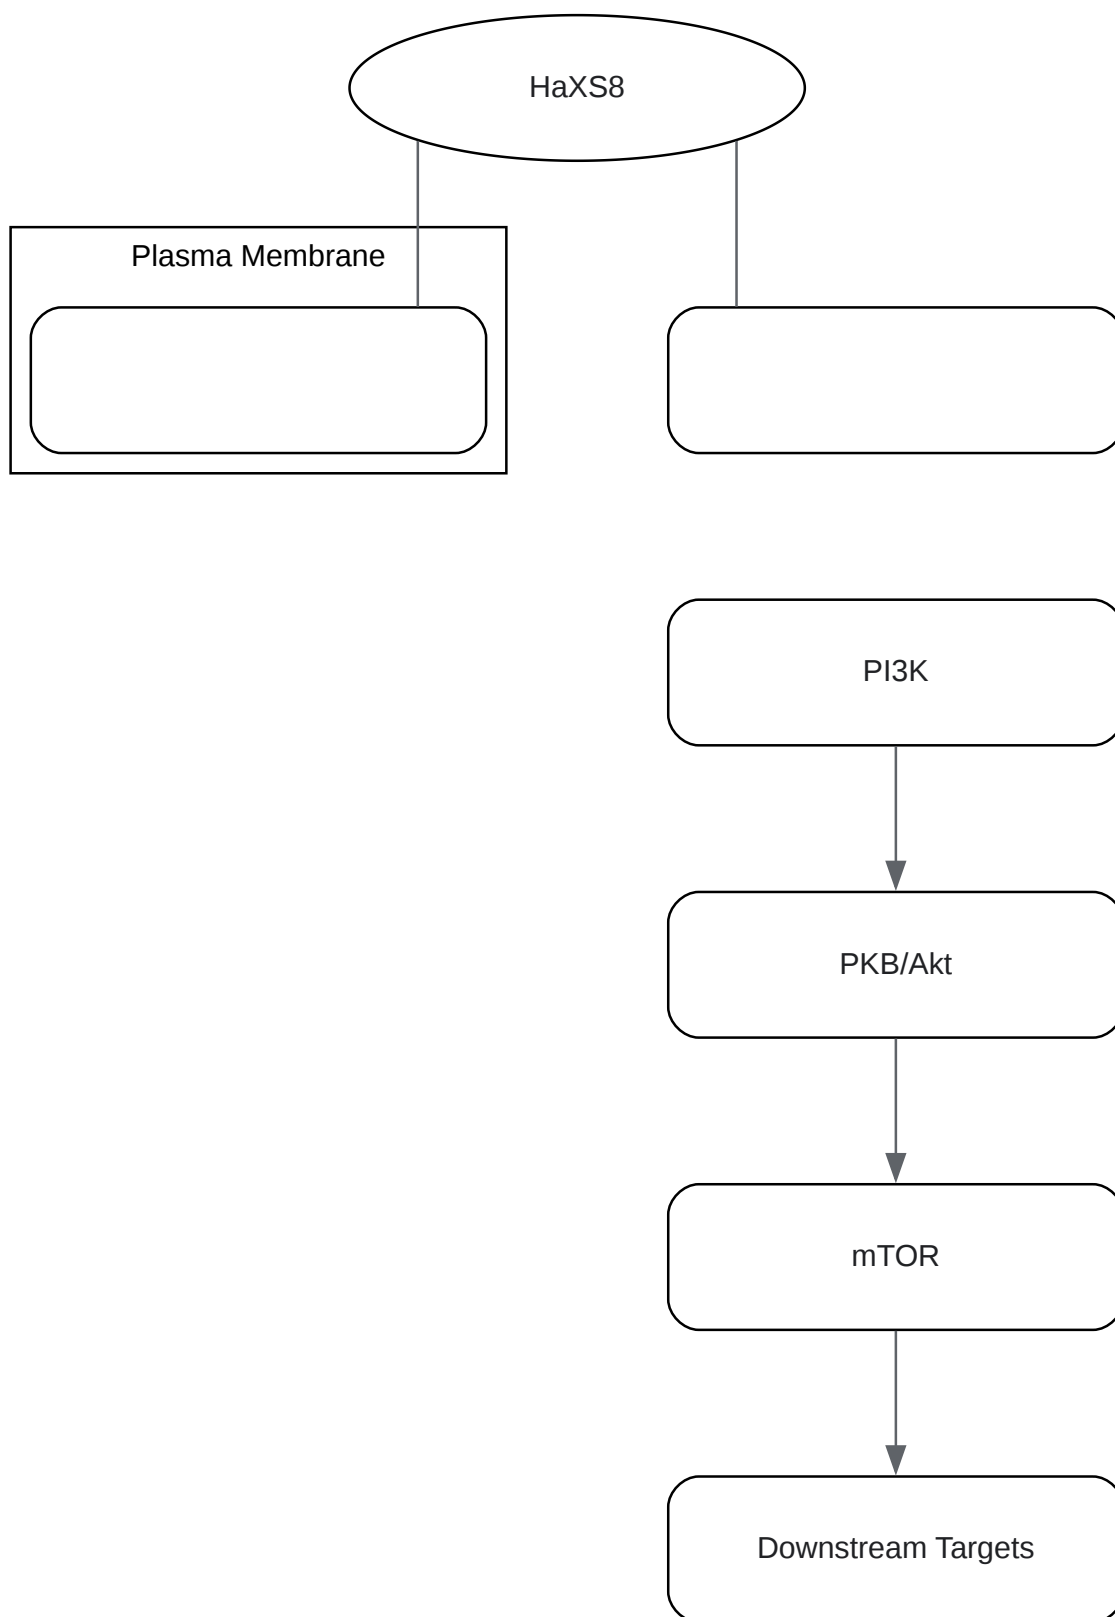 HaXS8
Plasma Membrane
PI3K
PKB/Akt
mTOR
Downstream Targets